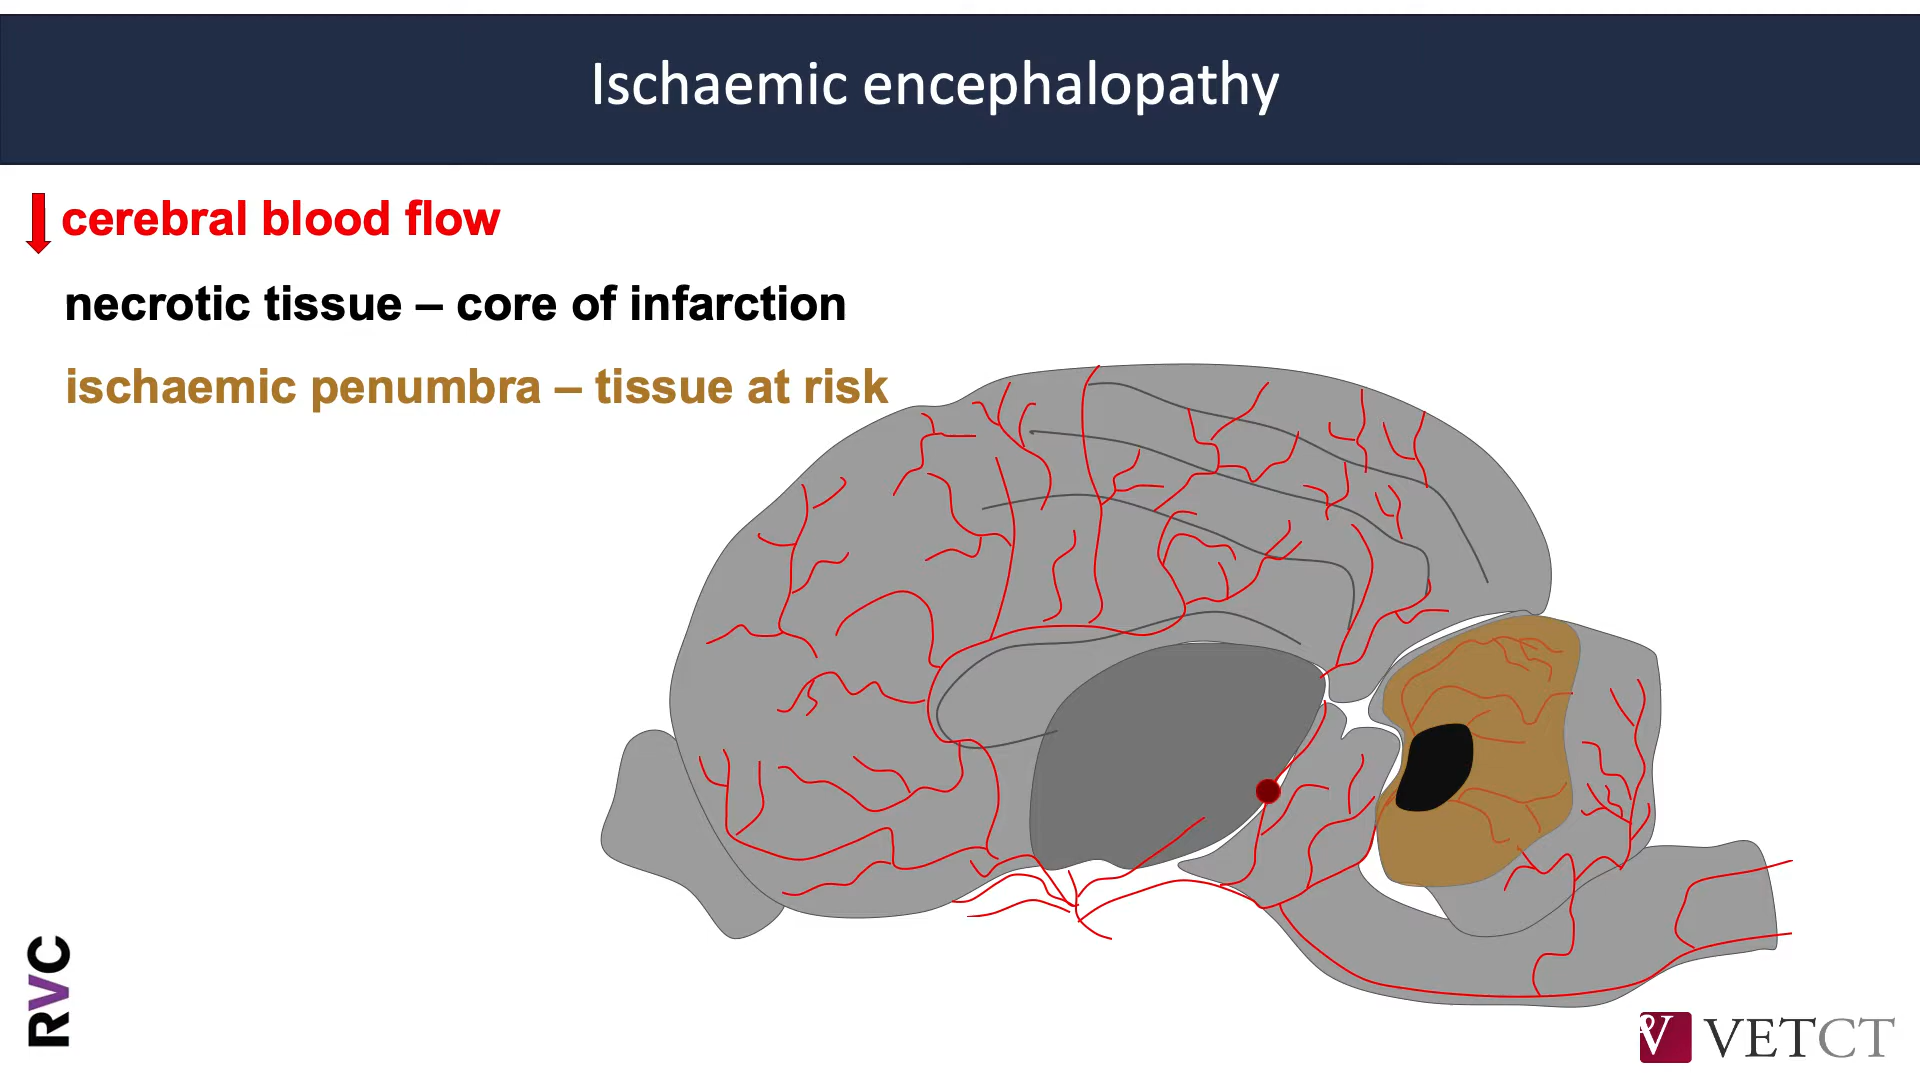 Ischaemic encephalopathy
cerebral blood flow
necrotic tissue – core of infarction
ischaemic penumbra – tissue at risk
RVC
V VETCT